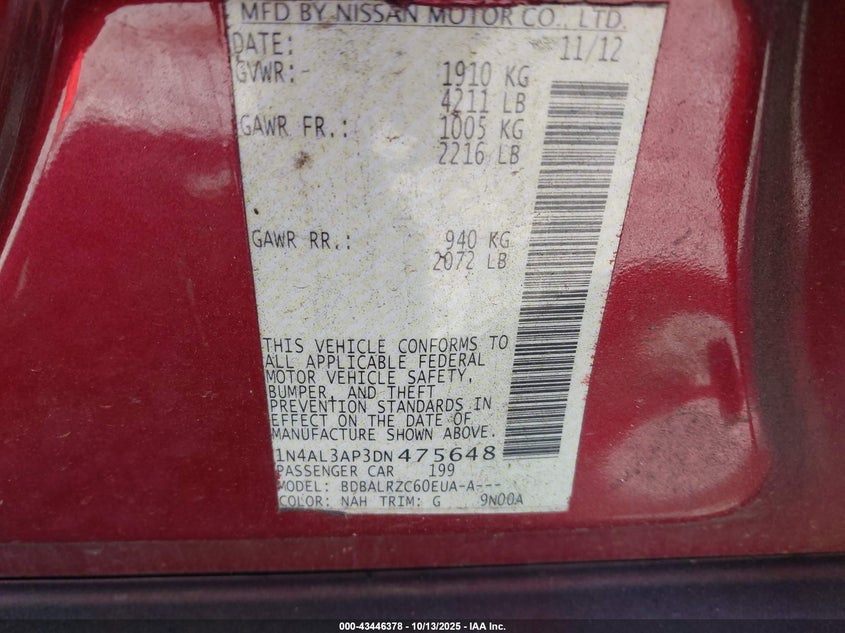 MFD BY NISSAN MOTOR CO., LTD.
DATE: 11/12
GVWR: 1910 KG
4211 LB
GAWR FR.: 1005 KG
2216 LB
GAWR RR.: 940 KG
2072 LB
THIS VEHICLE CONFORMS TO
ALL APPLICABLE FEDERAL
MOTOR VEHICLE SAFETY,
BUMPER, AND THEFT
PREVENTION STANDARDS IN
EFFECT ON THE DATE OF
MANUFACTURE SHOWN ABOVE.
1N4AL3AP3DN475648
PASSENGER CAR 199
MODEL: BDBALRZC60EUA-A---
COLOR: NAH TRIM: G 9N00A
000-43446378 - 10/13/2025 - IAA Inc.